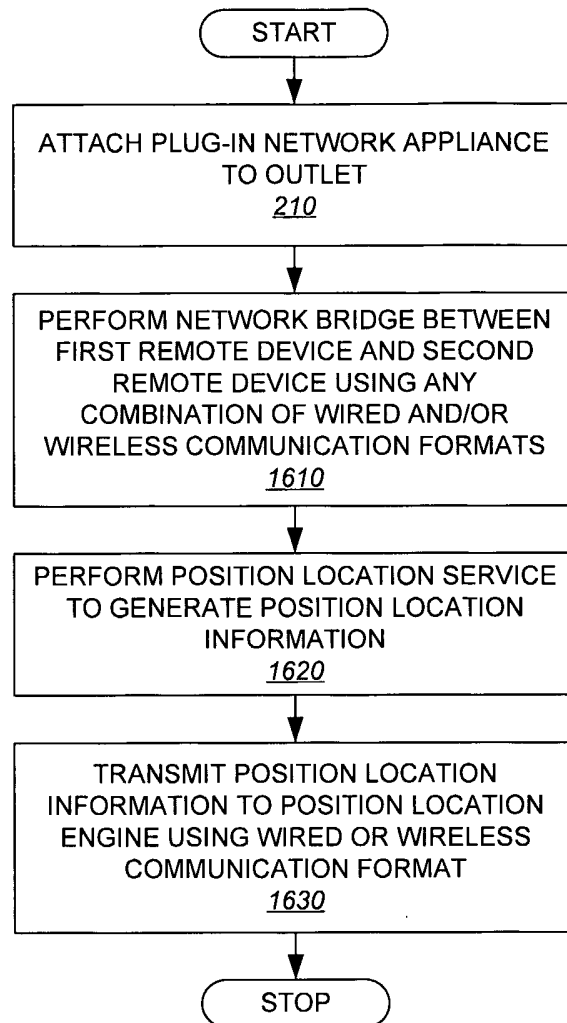 START
ATTACH PLUG-IN NETWORK APPLIANCE
TO OUTLET
210
PERFORM NETWORK BRIDGE BETWEEN
FIRST REMOTE DEVICE AND SECOND
REMOTE DEVICE USING ANY
COMBINATION OF WIRED AND/OR
WIRELESS COMMUNICATION FORMATS
1610
PERFORM POSITION LOCATION SERVICE
TO GENERATE POSITION LOCATION
INFORMATION
1620
TRANSMIT POSITION LOCATION
INFORMATION TO POSITION LOCATION
ENGINE USING WIRED OR WIRELESS
COMMUNICATION FORMAT
1630
STOP